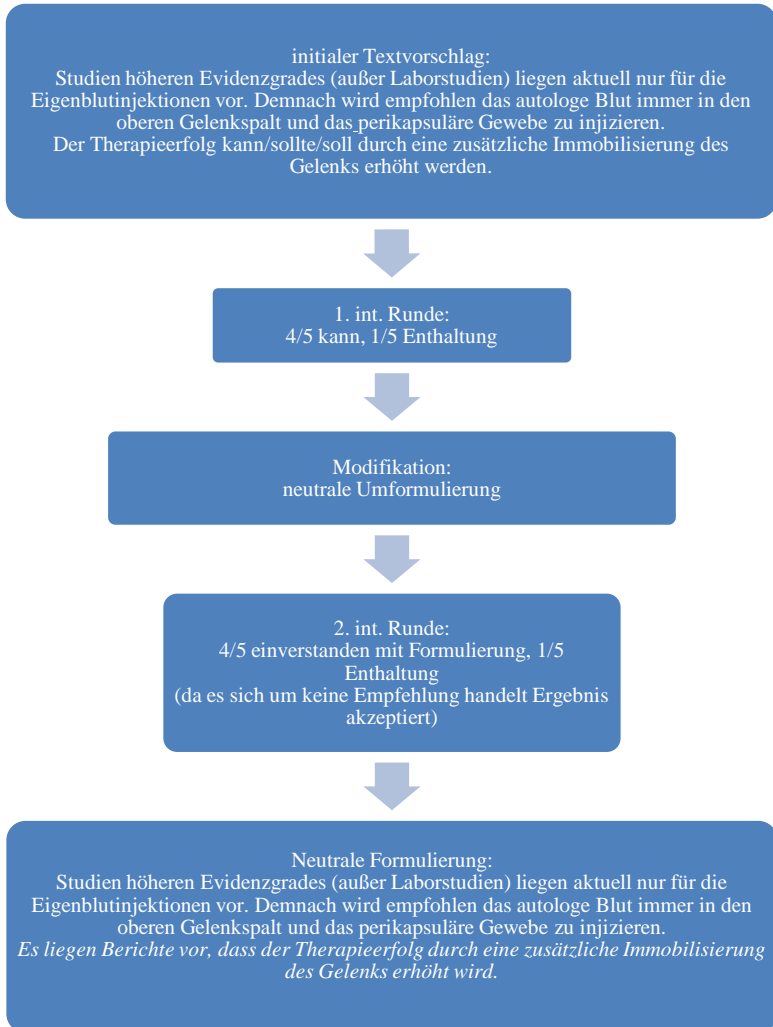 initialer Textvorschlag:
Studien höheren Evidenzgrades (außer Laborstudien) liegen aktuell nur für die
Eigenblutinjektionen vor. Demnach wird empfohlen das autologe Blut immer in den
oberen Gelenkspalt und das perikapsuläre Gewebe zu injizieren.
Der Therapieerfolg kann/sollte/soll durch eine zusätzliche Immobilisierung des
Gelenks erhöht werden.
1. int. Runde:
4/5 kann, 1/5 Enthaltung
Modifikation:
neutrale Umformulierung
2. int. Runde:
4/5 einverstanden mit Formulierung, 1/5
Enthaltung
(da es sich um keine Empfehlung handelt Ergebnis
akzeptiert)
Neutrale Formulierung:
Studien höheren Evidenzgrades (außer Laborstudien) liegen aktuell nur für die
Eigenblutinjektionen vor. Demnach wird empfohlen das autologe Blut immer in den
oberen Gelenkspalt und das perikapsuläre Gewebe zu injizieren.
Es liegen Berichte vor, dass der Therapieerfolg durch eine zusätzliche Immobilisierung
des Gelenks erhöht wird.